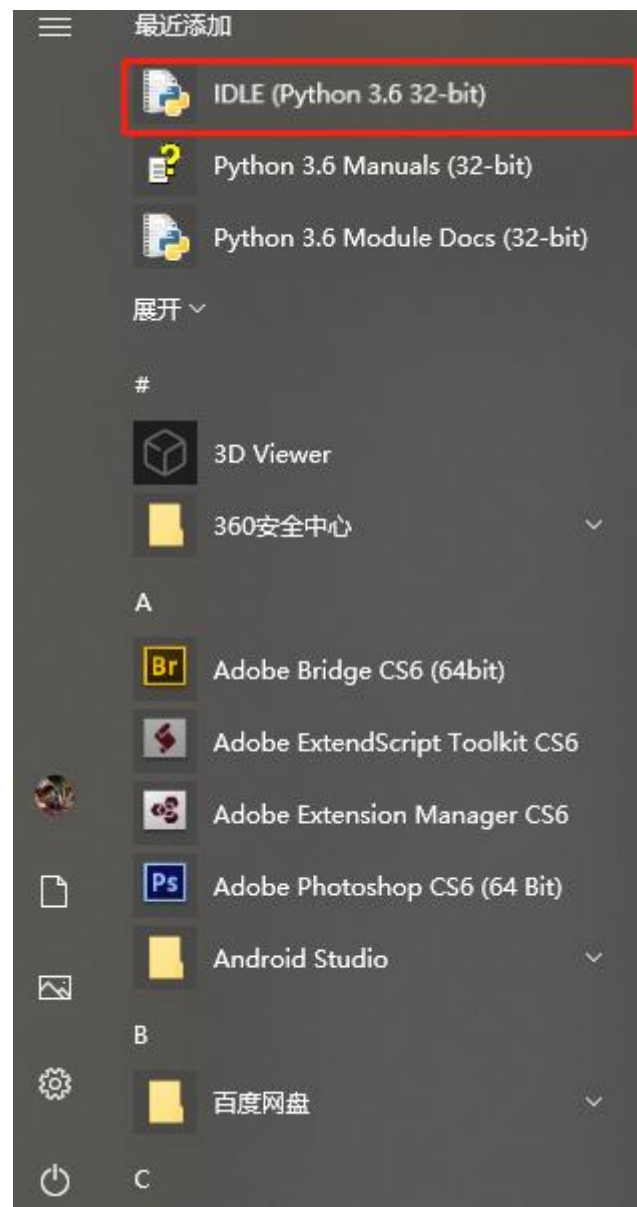 最近添加
IDLE (Python 3.6 32-bit)
Python 3.6 Manuals (32-bit)
Python 3.6 Module Docs (32-bit)
展开
#
3D Viewer
360安全中心
A
Br Adobe Bridge CS6 (64bit)
Adobe ExtendScript Toolkit CS6
Adobe Extension Manager CS6
Ps Adobe Photoshop CS6 (64 Bit)
Android Studio
B
百度网盘
C